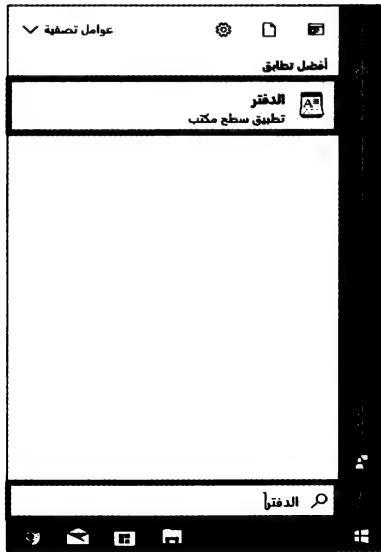 عوامل تصفية
أفضل تطابق
الدفتر
تطبيق سطح مكتب
الدفتر